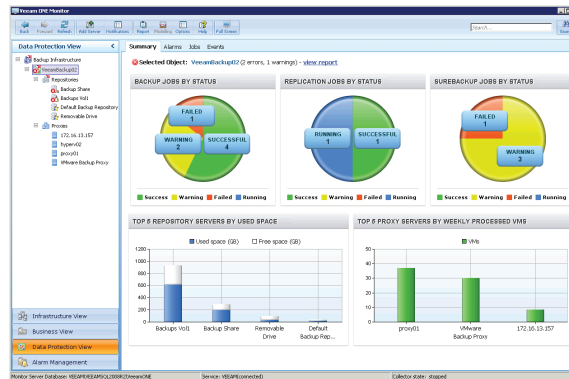 Veeam ONE Monitor
Back Forward Refresh Add Server Notifications Report Modeling Options Help Full Screen
Search...
Data Protection View
Summary Alarms Jobs Events
Backup Infrastructure
VeeamBackup02
Repositories
Backup Share
Backups Vol1
Default Backup Repository
Removable Drive
Proxies
172.16.13.157
hyperv02
proxy01
VMware Backup Proxy
Infrastructure View
Business View
Data Protection View
Alarm Management
Selected Object: VeeamBackup02 (2 errors, 1 warnings) - view report
BACKUP JOBS BY STATUS
FAILED
1
WARNING
2
SUCCESSFUL
4
Success Warning Failed Running
REPLICATION JOBS BY STATUS
RUNNING
1
SUCCESSFUL
1
Success Warning Failed Running
SUREBACKUP JOBS BY STATUS
FAILED
1
WARNING
3
Success Warning Failed Running
TOP 5 REPOSITORY SERVERS BY USED SPACE
Used space (GB) Free space (GB)
1200
1000
800
600
400
200
0
Backups Vol1 Backup Share Removable Drive Default Backup Rep...
TOP 5 PROXY SERVERS BY WEEKLY PROCESSED VMS
VMs
50
40
30
20
10
0
proxy01 VMware Backup Proxy 172.16.13.157
Monitor Server Database: VEEAM\VEEAMSQL2008R2\VeeamONE
Service: VEEAM(connected)
Collector state: stopped